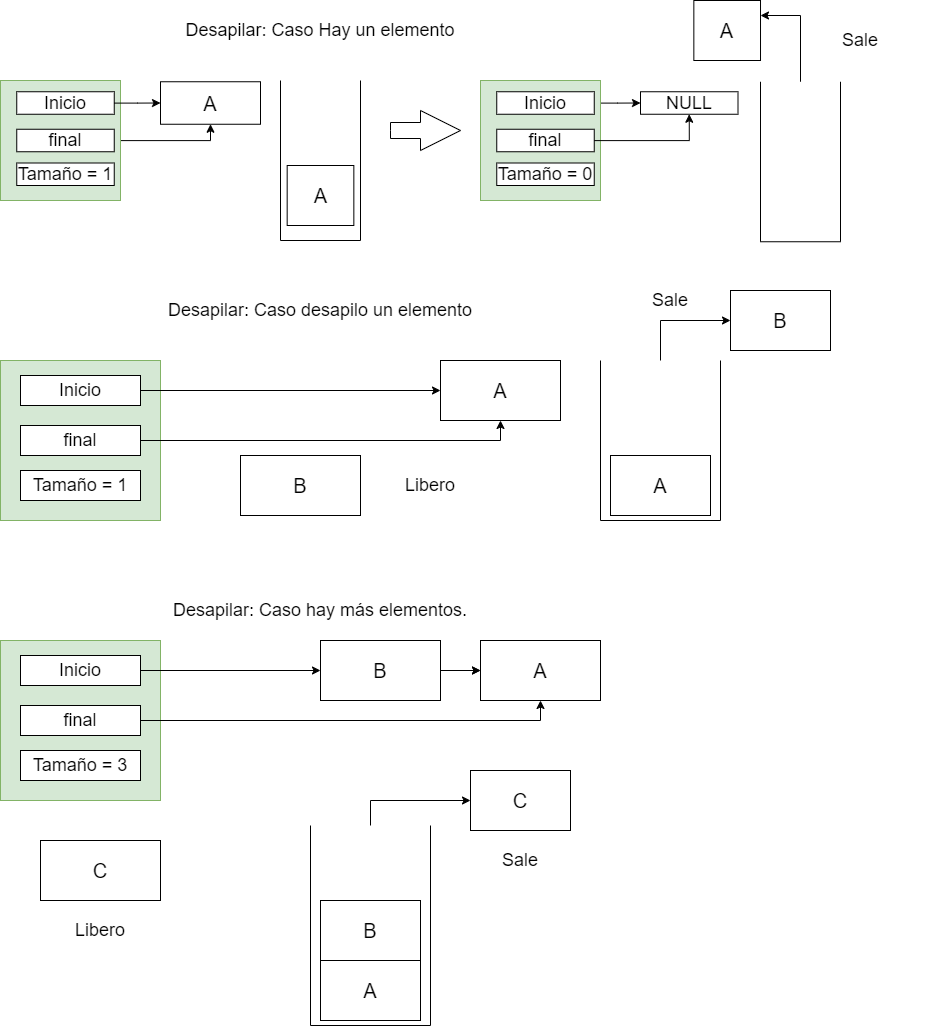 Desapilar: Caso Hay un elemento
A
Sale
Inicio
A
final
Tamaño = 1
A
Inicio
NULL
final
Tamaño = 0
Desapilar: Caso desapilo un elemento
Sale
B
Inicio
A
final
Tamaño = 1
B
Libero
A
Desapilar: Caso hay más elementos.
Inicio
B
A
final
Tamaño = 3
C
Sale
C
Libero
B
A